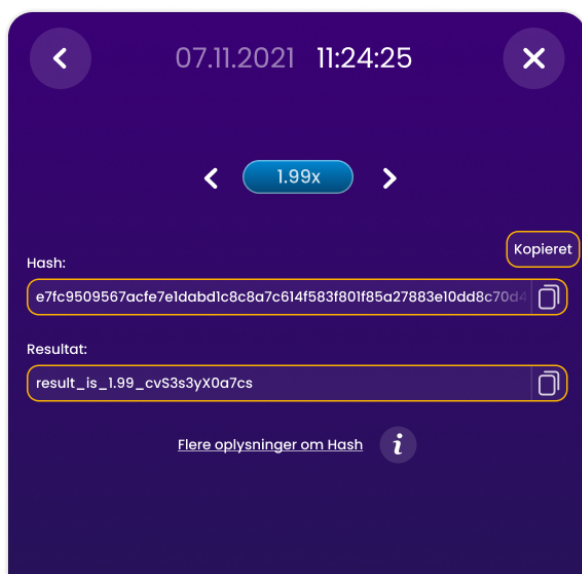 07.11.2021 11:24:25
1.99x
Kopieret
Hash:
e7fc9509567acfe7e1dabd1c8c8a7c614f583f801f85a27883e10dd8c70d4
Resultat:
result_is_1.99_cvS3s3yX0a7cs
Flere oplysninger om Hash i